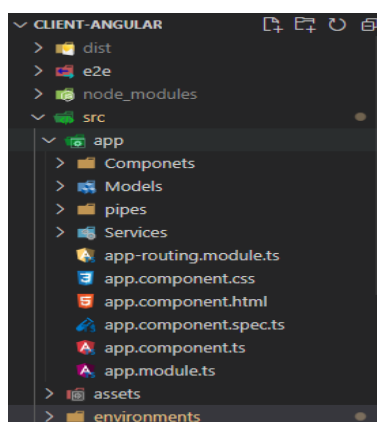 CLIENT-ANGULAR
dist
e2e
node_modules
src
app
Componets
Models
pipes
Services
app-routing.module.ts
app.component.css
app.component.html
app.component.spec.ts
app.component.ts
app.module.ts
assets
environments